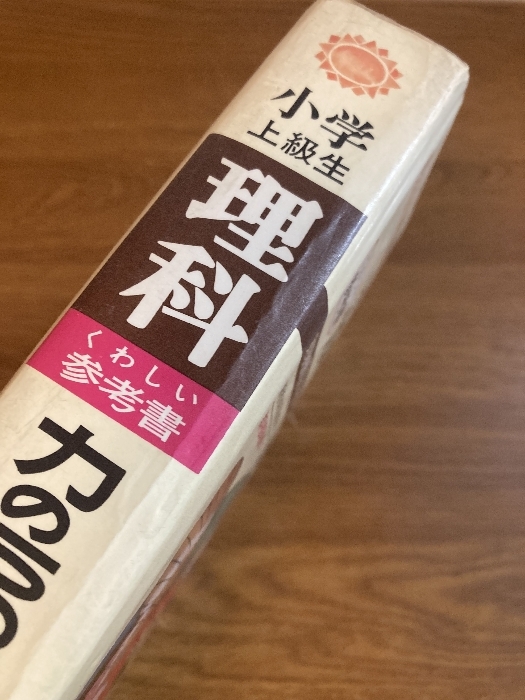 小学
上級生
理科
くわしい
参考書
力の